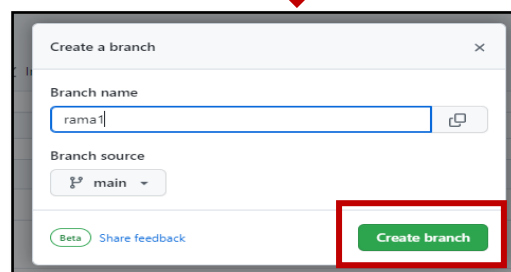 Create a branch
Branch name
rama1
Branch source
main
Beta Share feedback Create branch